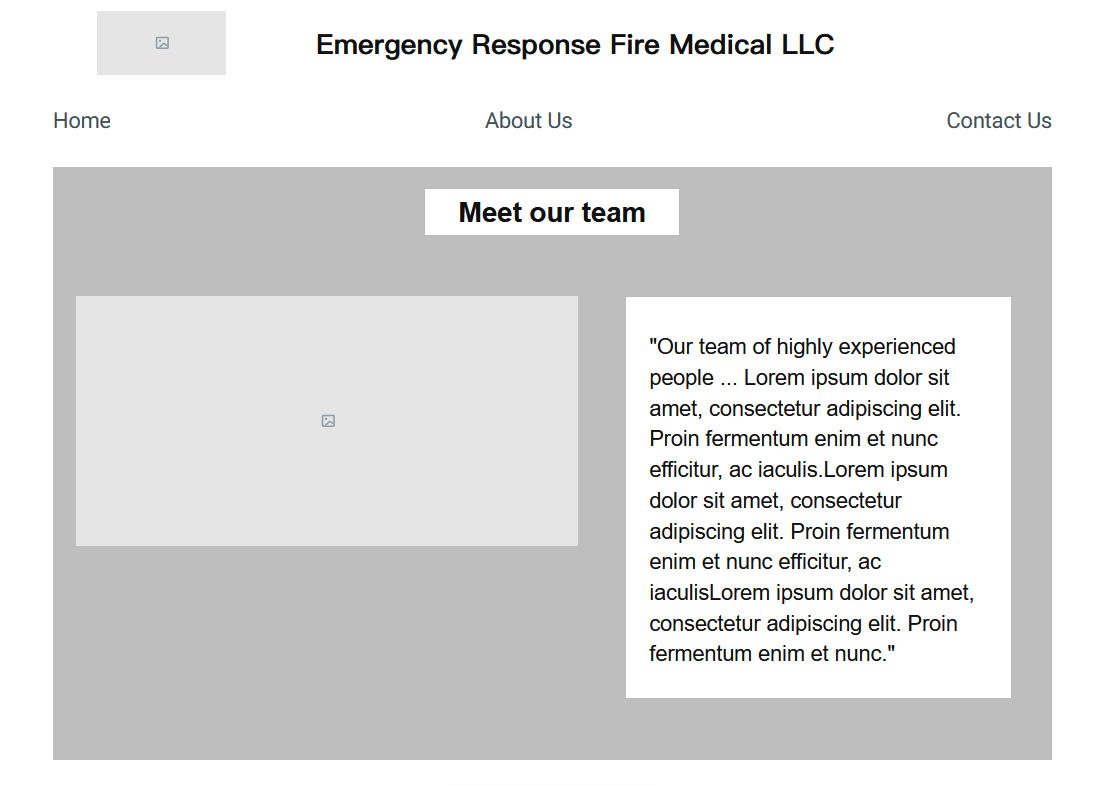 Emergency Response Fire Medical LLC
Home
About Us
Contact Us
Meet our team
"Our team of highly experienced
people ... Lorem ipsum dolor sit
amet, consectetur adipiscing elit.
Proin fermentum enim et nunc
efficitur, ac iaculis.Lorem ipsum
dolor sit amet, consectetur
adipiscing elit. Proin fermentum
enim et nunc efficitur, ac
iaculisLorem ipsum dolor sit amet,
consectetur adipiscing elit. Proin
fermentum enim et nunc."